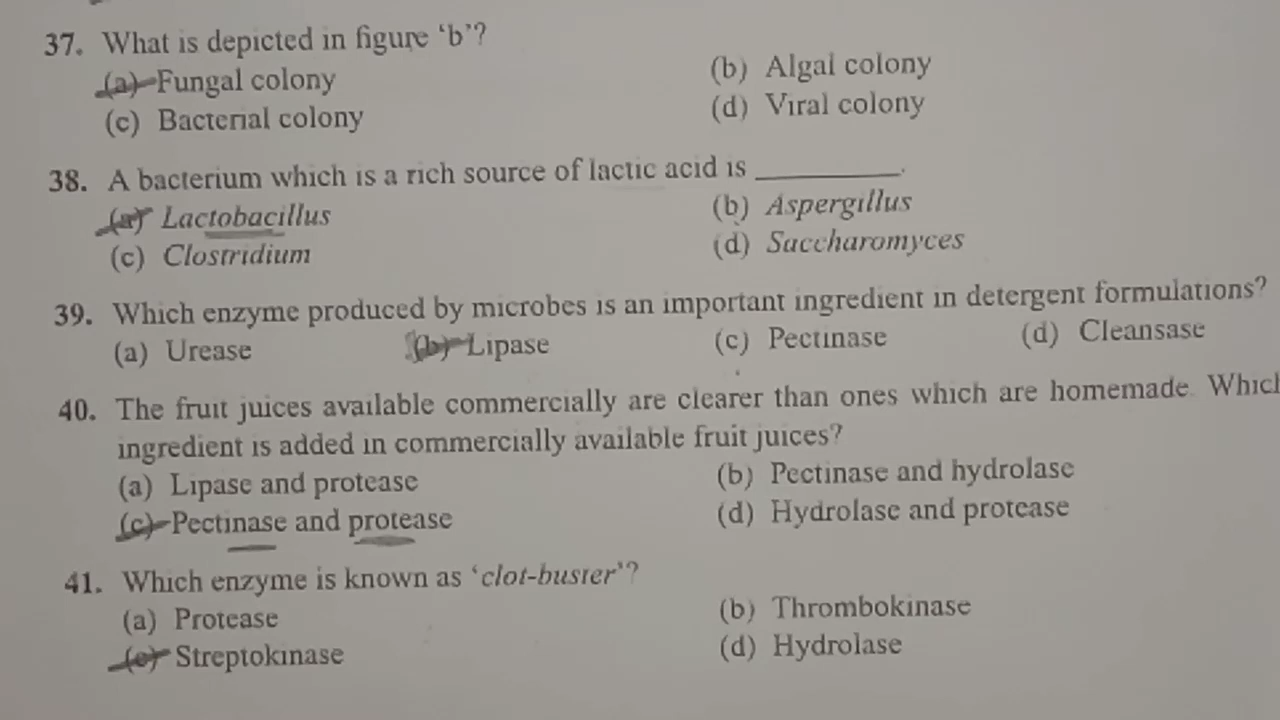 37. What is depicted in figure ‘b’?
(a) Fungal colony (b) Algal colony
(c) Bacterial colony (d) Viral colony
38. A bacterium which is a rich source of lactic acid is ________.
(a) Lactobacillus (b) Aspergillus
(c) Clostridium (d) Saccharomyces
39. Which enzyme produced by microbes is an important ingredient in detergent formulations?
(a) Urease (b) Lipase (c) Pectinase (d) Cleansase
40. The fruit juices available commercially are clearer than ones which are homemade. Which
ingredient is added in commercially available fruit juices?
(a) Lipase and protease (b) Pectinase and hydrolase
(c) Pectinase and protease (d) Hydrolase and protease
41. Which enzyme is known as ‘clot-buster’?
(a) Protease (b) Thrombokinase
(c) Streptokinase (d) Hydrolase